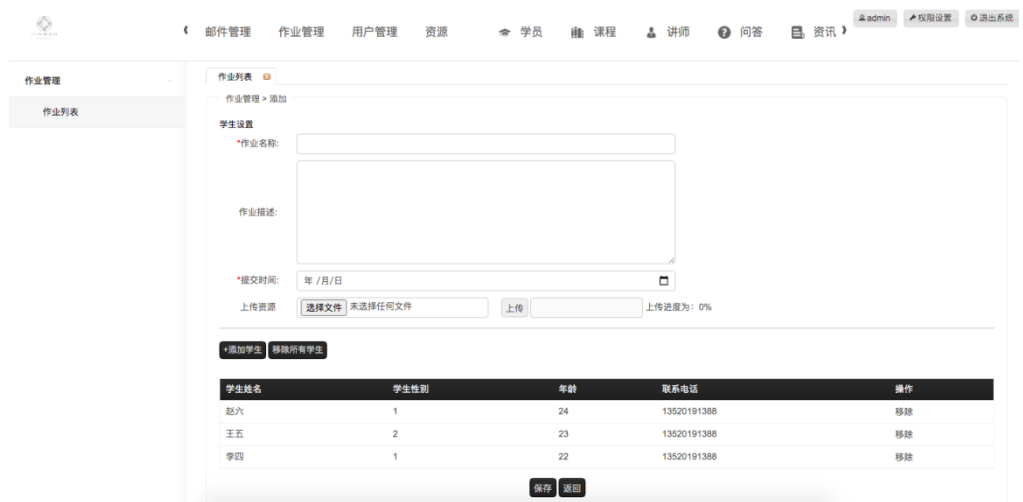 admin 权限设置 退出系统
邮件管理 作业管理 用户管理 资源 学员 课程 讲师 问答 资讯
作业管理
作业列表
作业列表
作业管理 > 添加
学生设置
*作业名称:
作业描述:
*提交时间: 年 /月/日
上传资源 选择文件 未选择任何文件 上传 上传进度为：0%
+添加学生 移除所有学生
学生姓名 学生性别 年龄 联系电话 操作
赵六 1 24 13520191388 移除
王五 2 23 13520191388 移除
李四 1 22 13520191388 移除
保存 返回